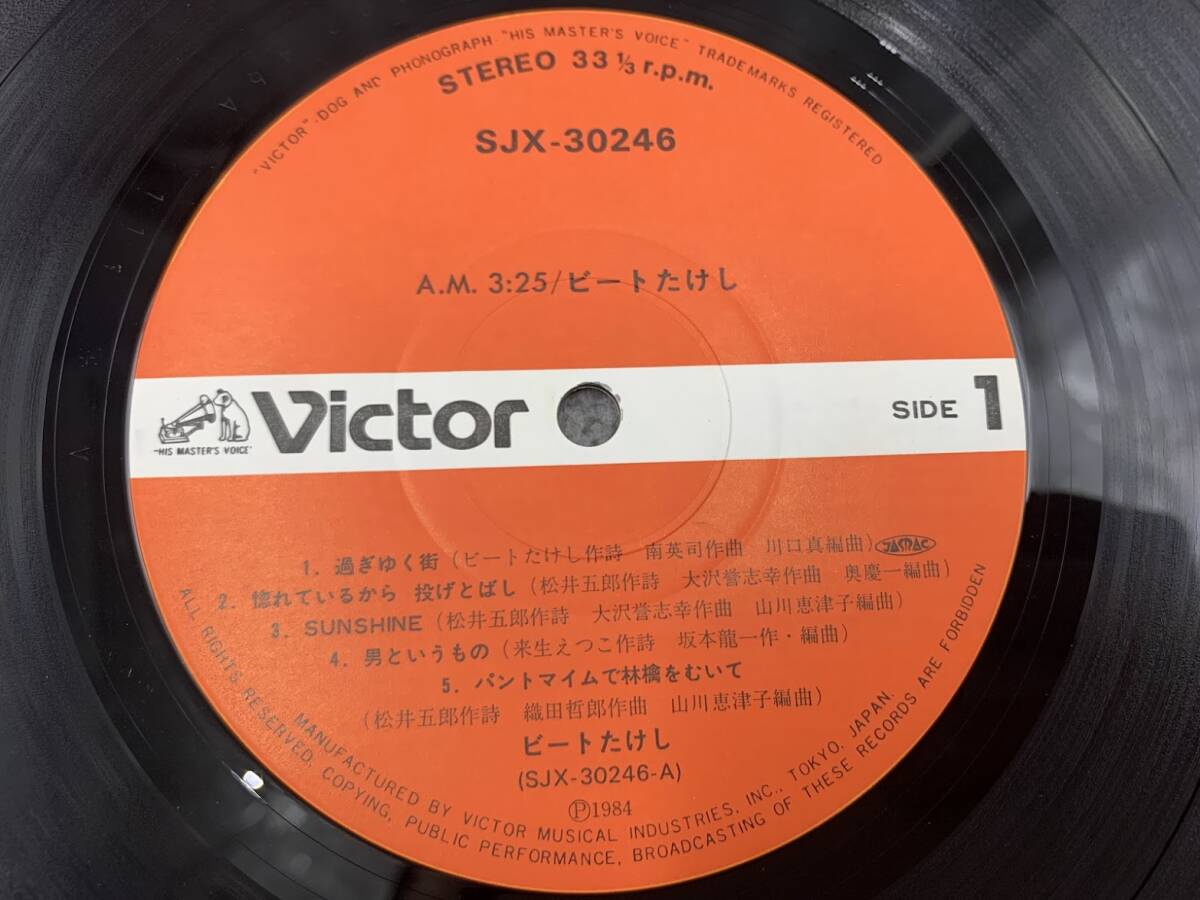 "VICTOR"-DOG AND PHONOGRAPH-"HIS MASTER'S VOICE" TRADEMARKS REGISTERED
STEREO 33 ⅓ r.p.m.
SJX-30246
A.M. 3:25/ビートたけし
"HIS MASTER'S VOICE"
Victor
SIDE 1
1. 過ぎゆく街 (ビートたけし作詩 南英司作曲 川口真編曲) JASRAC
2. 惚れているから 投げとばし (松井五郎作詩 大沢誉志幸作曲 奥慶一編曲)
3. SUNSHINE (松井五郎作詩 大沢誉志幸作曲 山川恵津子編曲)
4. 男というもの (来生えつこ作詩 坂本龍一作・編曲)
5. パントマイムで林檎をむいて
(松井五郎作詩 織田哲郎作曲 山川恵津子編曲)
ビートたけし
(SJX-30246-A)
Ⓟ1984
MANUFACTURED BY VICTOR MUSICAL INDUSTRIES, INC., TOKYO, JAPAN.
ALL RIGHTS RESERVED, COPYING, PUBLIC PERFORMANCE, BROADCASTING OF THESE RECORDS ARE FORBIDDEN